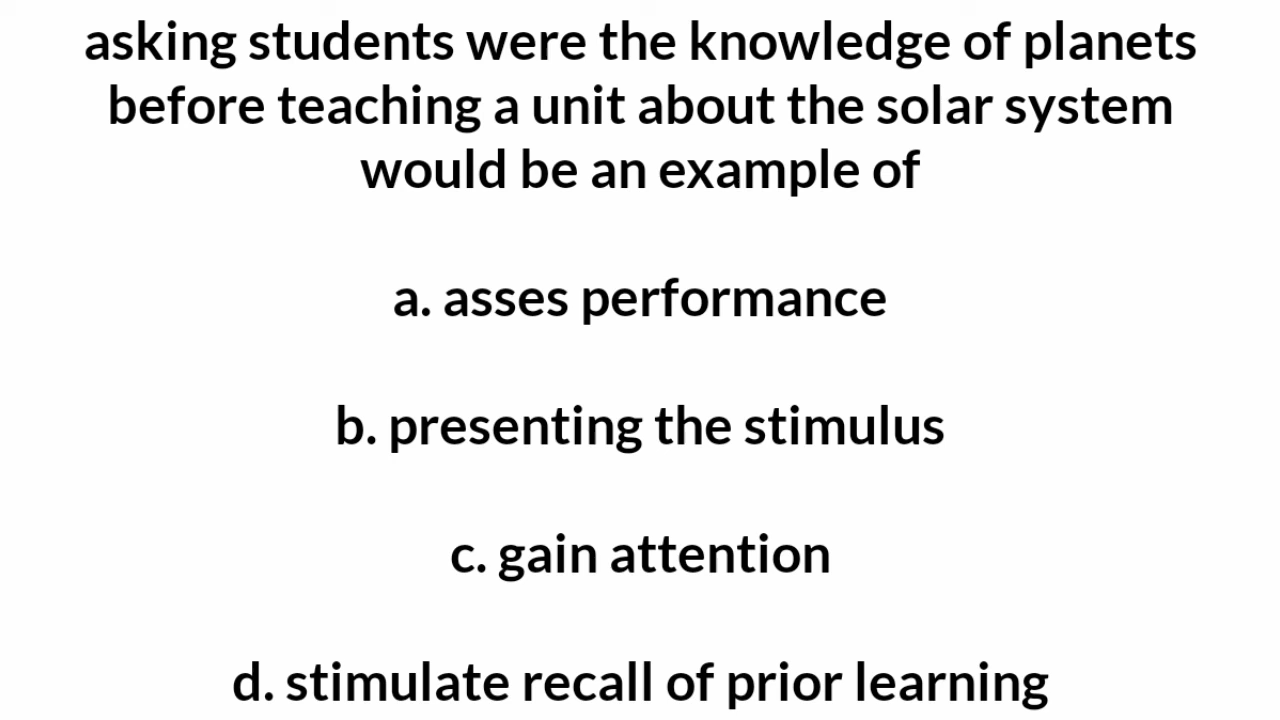 asking students were the knowledge of planets
before teaching a unit about the solar system
would be an example of
a. asses performance
b. presenting the stimulus
c. gain attention
d. stimulate recall of prior learning